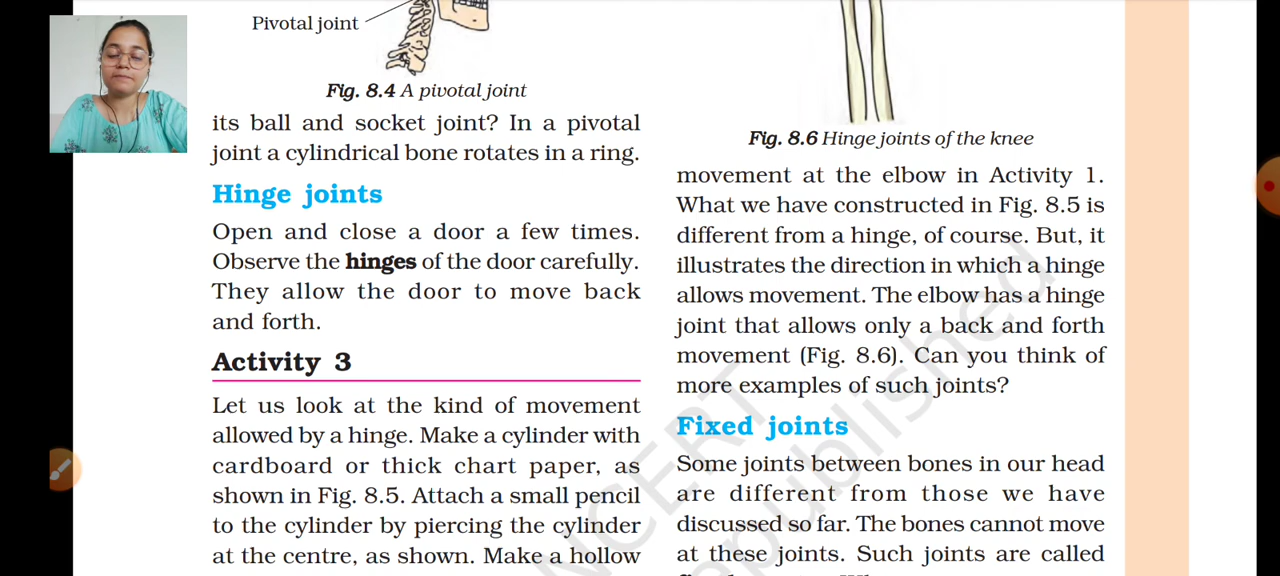 Pivotal joint
Fig. 8.4 A pivotal joint
its ball and socket joint? In a pivotal
joint a cylindrical bone rotates in a ring.
Hinge joints
Open and close a door a few times.
Observe the hinges of the door carefully.
They allow the door to move back
and forth.
Activity 3
Let us look at the kind of movement
allowed by a hinge. Make a cylinder with
cardboard or thick chart paper, as
shown in Fig. 8.5. Attach a small pencil
to the cylinder by piercing the cylinder
at the centre, as shown. Make a hollow
Fig. 8.6 Hinge joints of the knee
movement at the elbow in Activity 1.
What we have constructed in Fig. 8.5 is
different from a hinge, of course. But, it
illustrates the direction in which a hinge
allows movement. The elbow has a hinge
joint that allows only a back and forth
movement (Fig. 8.6). Can you think of
more examples of such joints?
Fixed joints
Some joints between bones in our head
are different from those we have
discussed so far. The bones cannot move
at these joints. Such joints are called
NCERT
republished